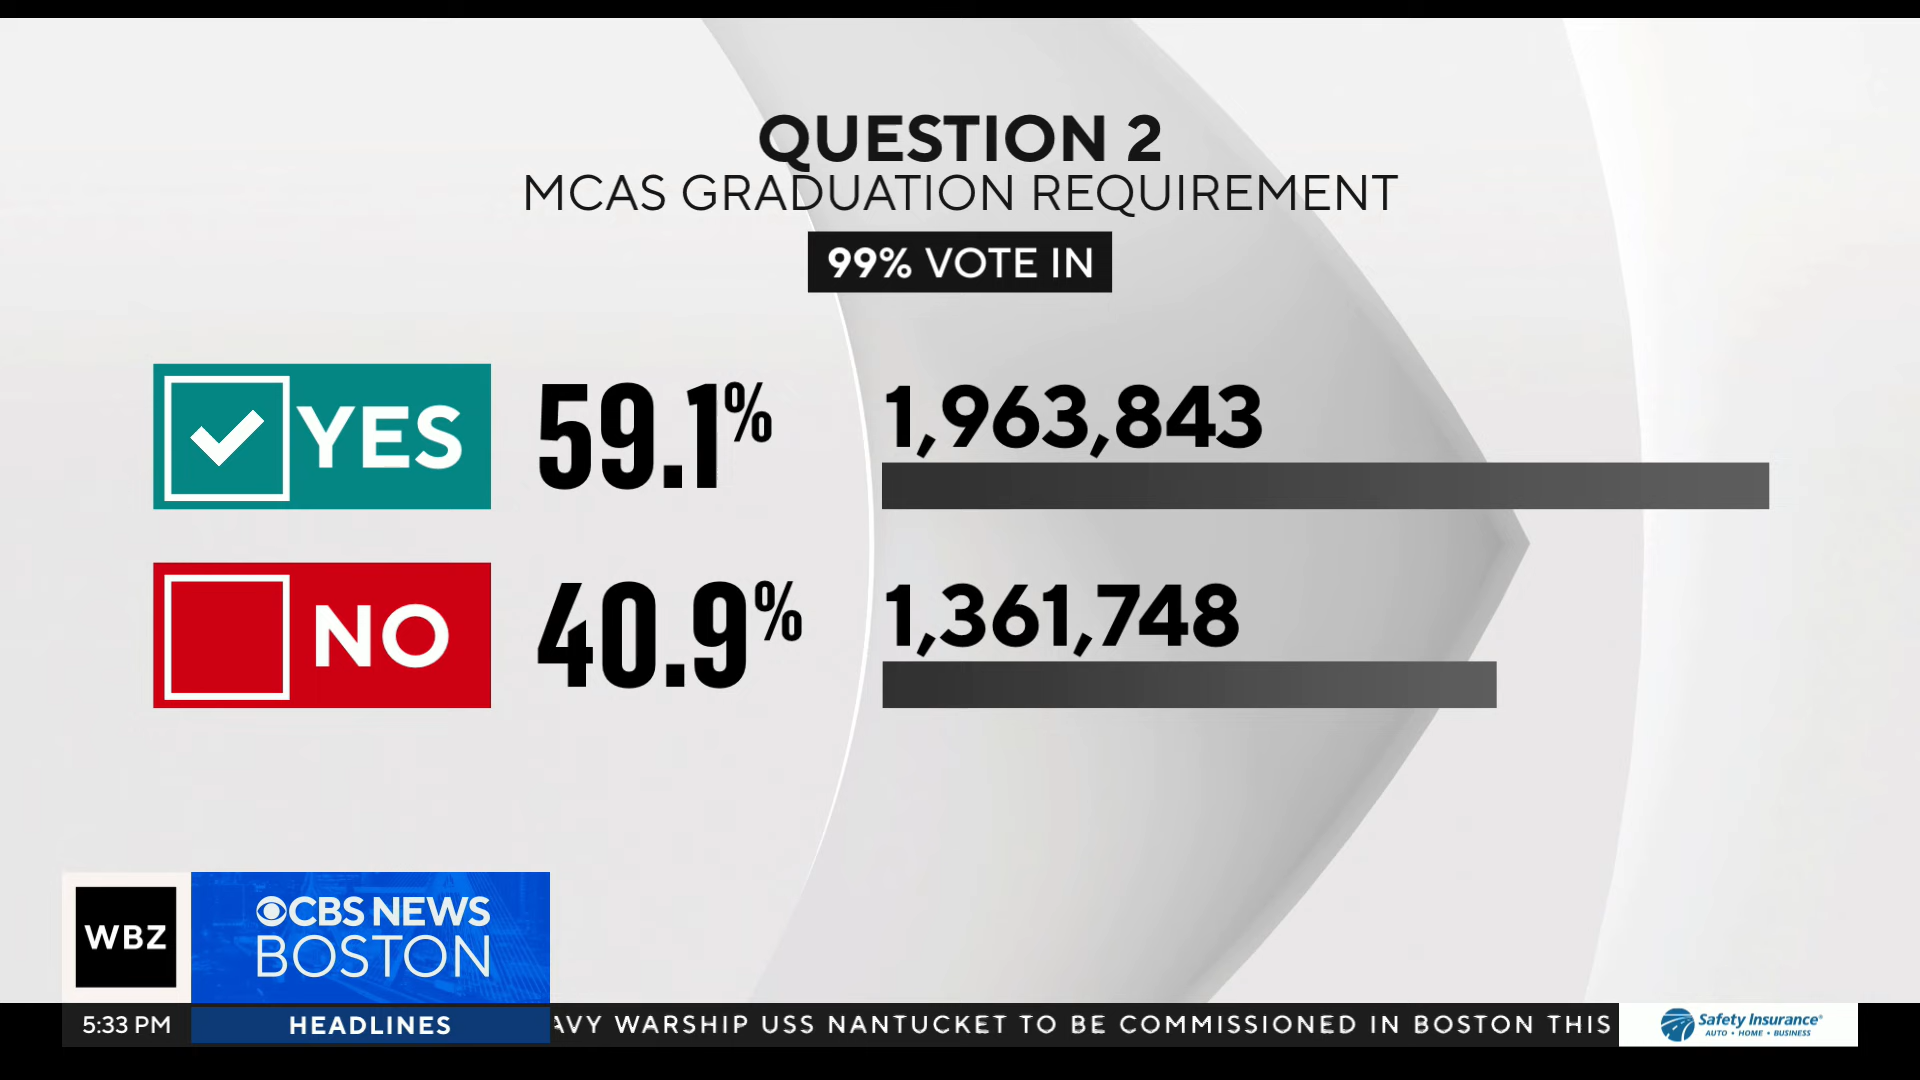 QUESTION 2
MCAS GRADUATION REQUIREMENT
99% VOTE IN
YES 59.1% 1,963,843
NO 40.9% 1,361,748
WBZ
CBS NEWS
BOSTON
5:33 PM HEADLINES AVY WARSHIP USS NANTUCKET TO BE COMMISSIONED IN BOSTON THIS
Safety Insurance®
AUTO • HOME • BUSINESS